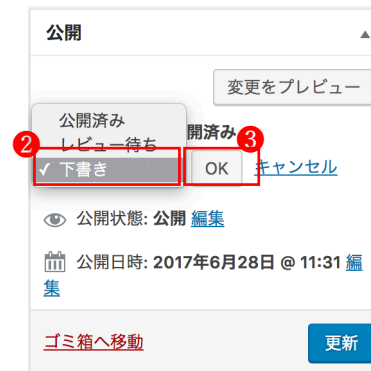 公開
変更をプレビュー
公開済み
開済み
レビュー待ち
2
3
✓ 下書き
OK キャンセル
公開状態: 公開 編集
公開日時: 2017年6月28日 @ 11:31 編
集
ゴミ箱へ移動 更新